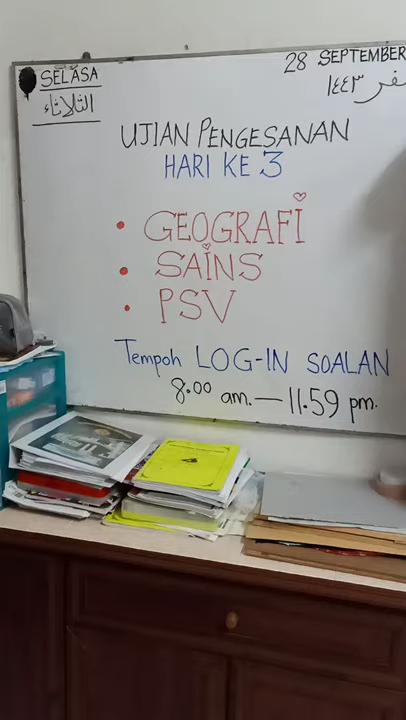 SELASA
الثلاثاء
28 SEPTEMBER
صفر ١٤٤٣
UJIAN PENGESANAN
HARI KE 3
• GEOGRAFI
• SAINS
• PSV
Tempoh LOG-IN SOALAN
8.00 am. — 11.59 pm.